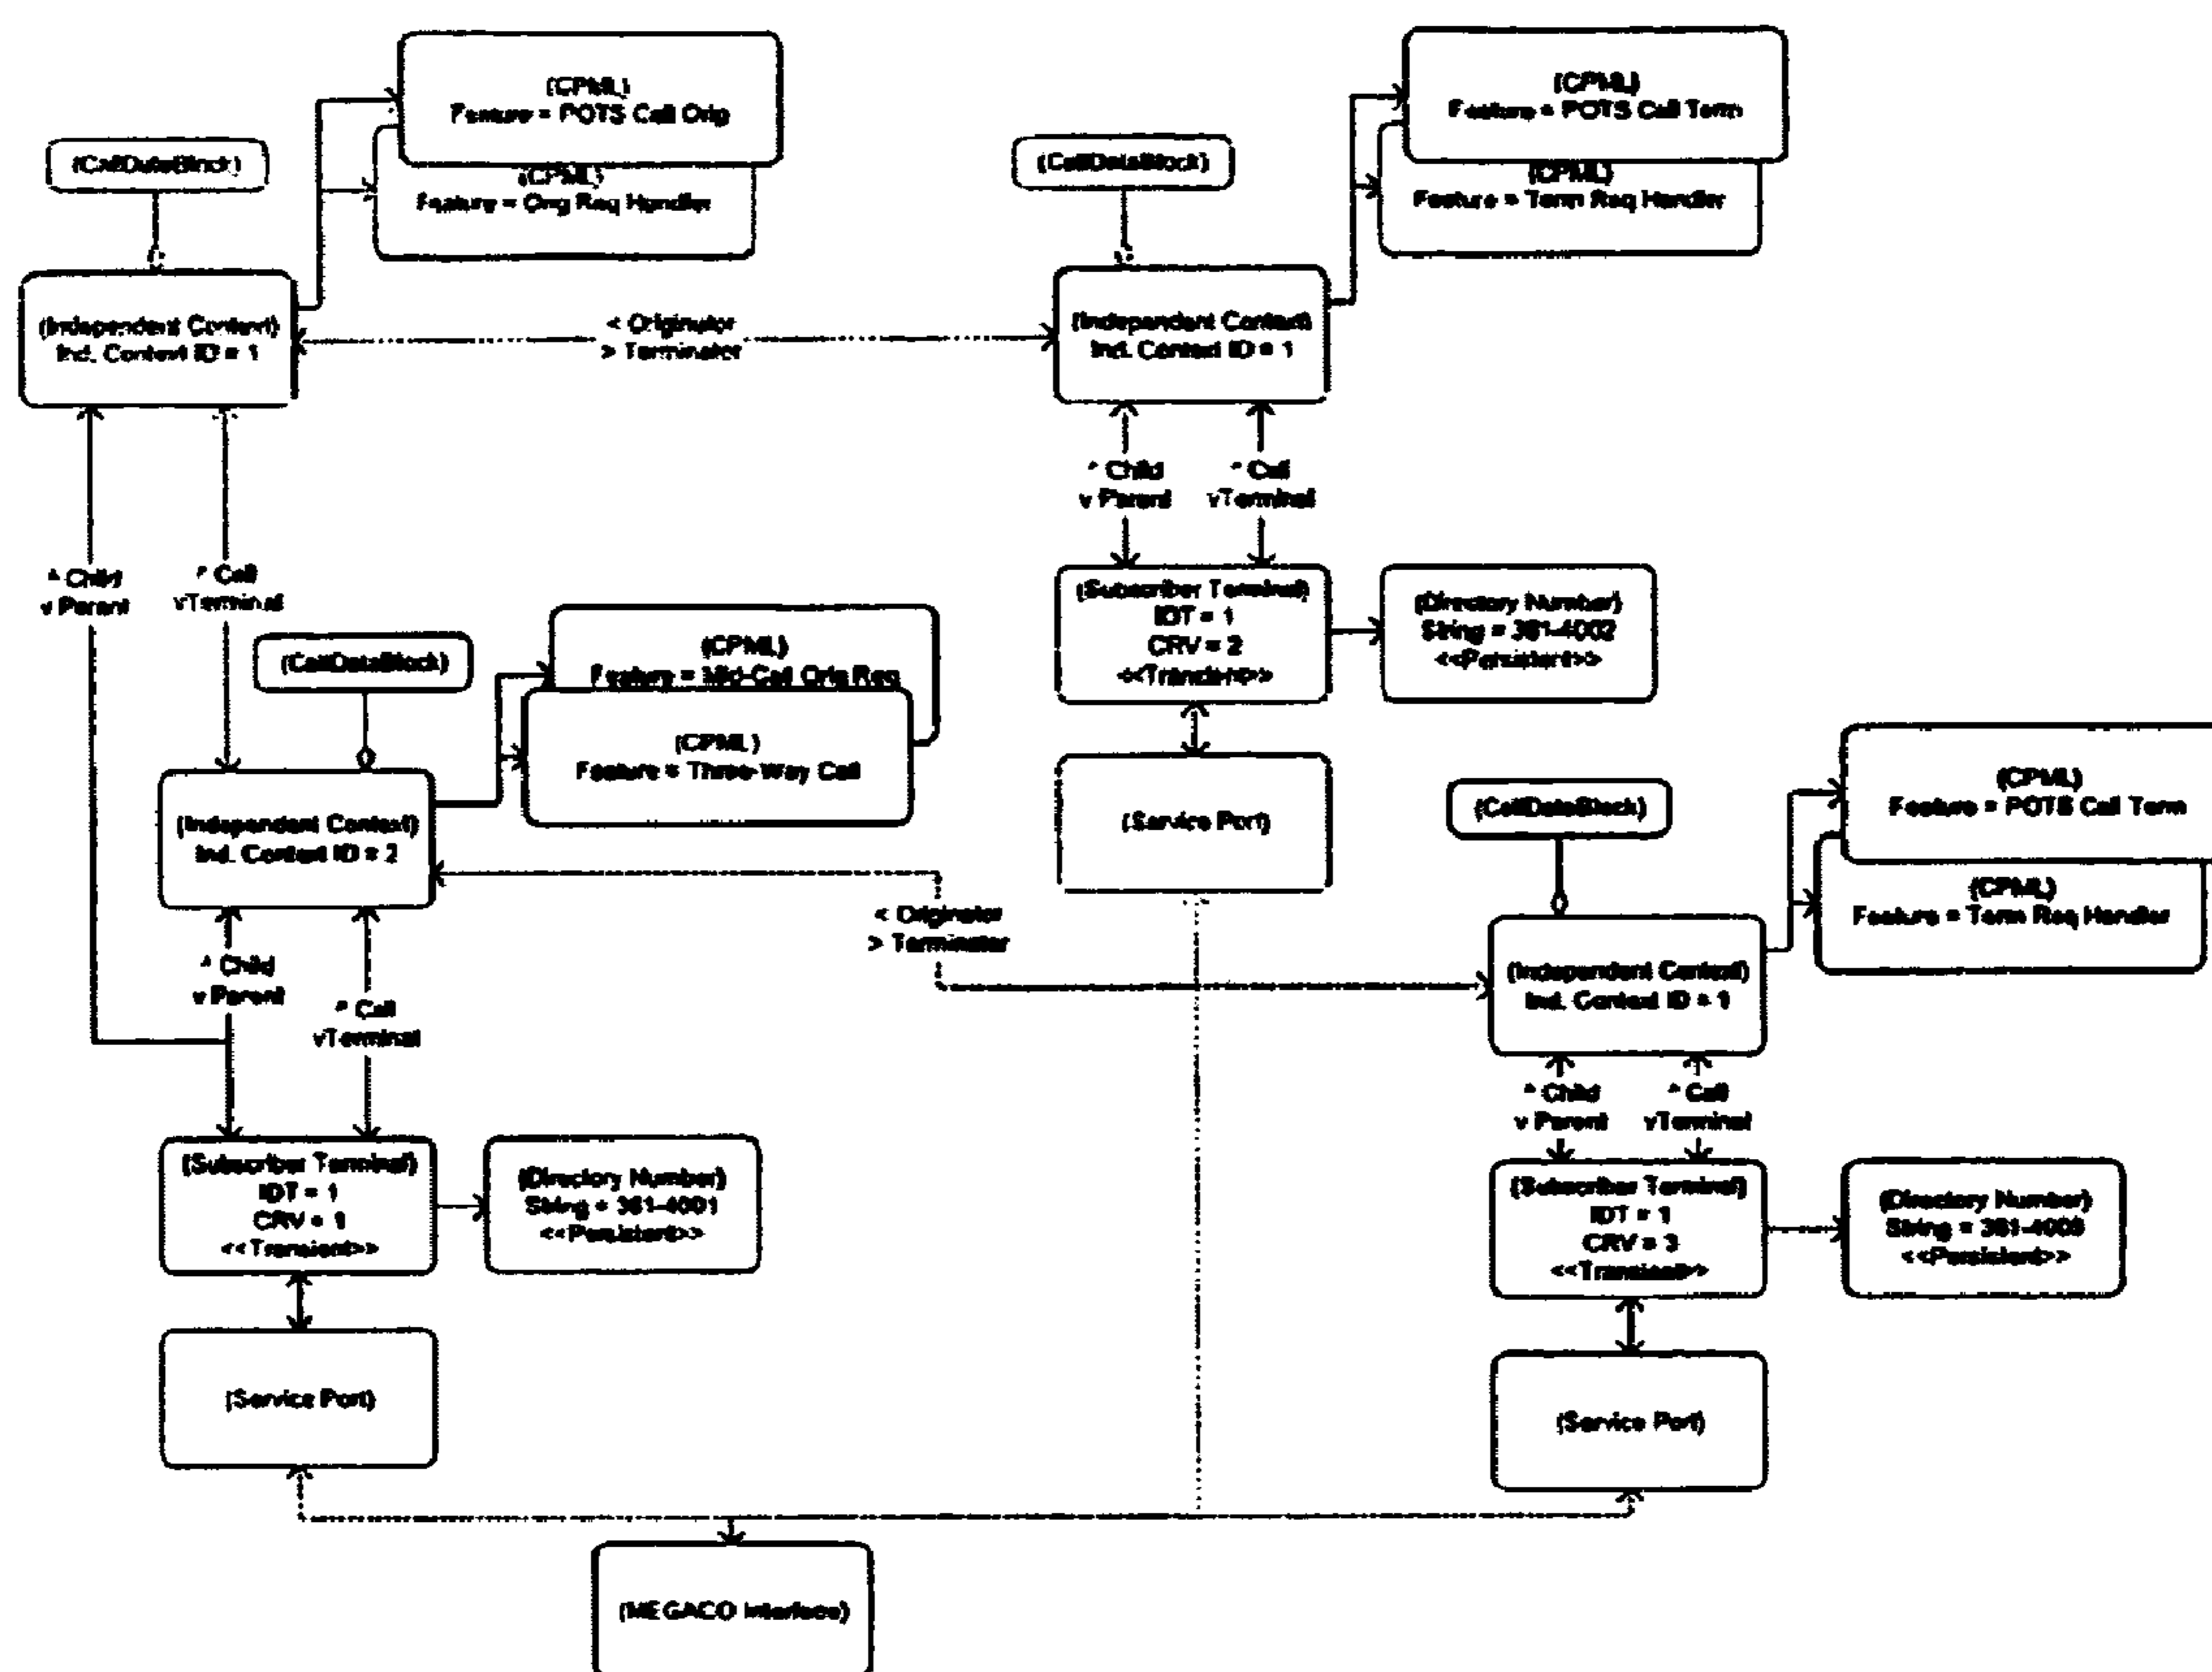 (CPML)
Feature = POTS Call Orig
(CPML)
Feature = Orig Req Handler
(CallDataBlock)
(Independent Context)
Ind. Context ID = 1
< Originator
> Terminator
(CPML)
Feature = POTS Call Term
(CPML)
Feature = Term Req Handler
(CallDataBlock)
(Independent Context)
Ind. Context ID = 1
^ Child
v Parent
^ Call
vTerminal
^ Child
v Parent
^ Call
vTerminal
(Subscriber Terminal)
IDT = 1
CRV = 2
<<Transient>>
(Directory Number)
String = 361-4002
<<Persistent>>
(Service Port)
(CallDataBlock)
(CPML)
Feature = Mid-Call Orig Req
(CPML)
Feature = Three-Way Call
(Independent Context)
Ind. Context ID = 2
< Originator
> Terminator
^ Child
v Parent
^ Call
vTerminal
(CallDataBlock)
(CPML)
Feature = POTS Call Term
(CPML)
Feature = Term Req Handler
(Independent Context)
Ind. Context ID = 1
^ Child
v Parent
^ Call
vTerminal
(Subscriber Terminal)
IDT = 1
CRV = 1
<<Transient>>
(Directory Number)
String = 361-4001
<<Persistent>>
(Service Port)
(Subscriber Terminal)
IDT = 1
CRV = 3
<<Transient>>
(Directory Number)
String =
<<Persistent>>
(Service Port)
(MEGACO Interface)